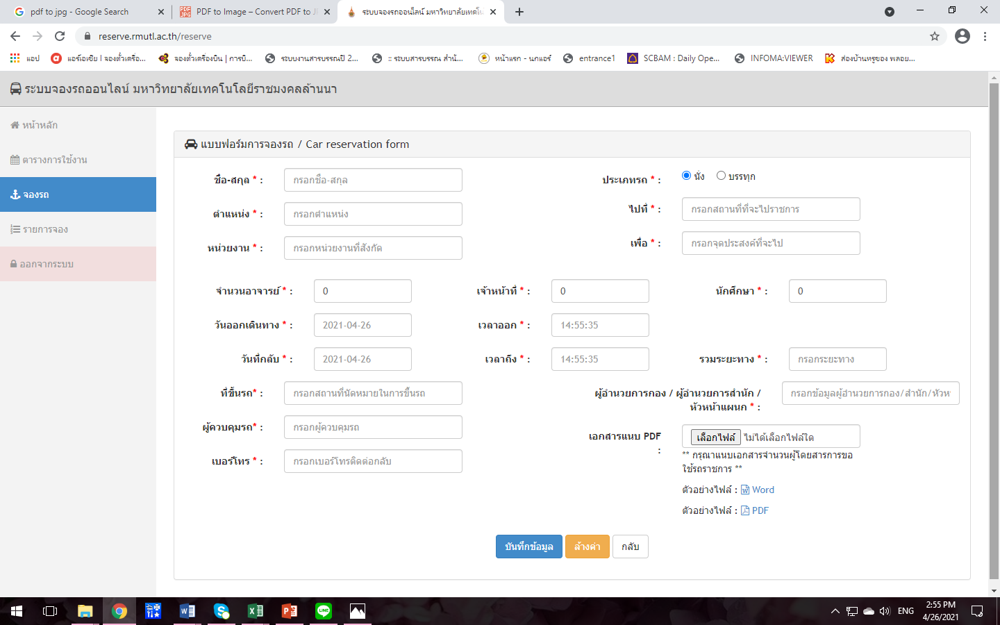 pdf to jpg - Google Search
PDF to Image – Convert PDF to J
ระบบจองรถออนไลน์ มหาวิทยาลัยเทคโน
reserve.rmutl.ac.th/reserve
แอป
แอร์เอเชีย | จองตั๋วเครื่อ...
จองตั๋วเครื่องบิน | การบิ...
ระบบงานสารบรรณปี 2...
:: ระบบสารบรรณ สำนั...
หน้าแรก - นกแอร์
entrance1
SCBAM : Daily Ope...
INFOMA:VIEWER
ส่องบ้านหรูของ พลอย...
ระบบจองรถออนไลน์ มหาวิทยาลัยเทคโนโลยีราชมงคลล้านนา
หน้าหลัก
ตารางการใช้งาน
จองรถ
รายการจอง
ออกจากระบบ
แบบฟอร์มการจองรถ / Car reservation form
ชื่อ-สกุล * : กรอกชื่อ-สกุล
ประเภทรถ * : นั่ง บรรทุก
ตำแหน่ง * : กรอกตำแหน่ง
ไปที่ * : กรอกสถานที่ที่จะไปราชการ
หน่วยงาน * : กรอกหน่วยงานที่สังกัด
เพื่อ * : กรอกจุดประสงค์ที่จะไป
จำนวนอาจารย์ * : 0 เจ้าหน้าที่ * : 0 นักศึกษา * : 0
วันออกเดินทาง * : 2021-04-26 เวลาออก * : 14:55:35
วันที่กลับ * : 2021-04-26 เวลาถึง * : 14:55:35 รวมระยะทาง * : กรอกระยะทาง
ที่ขึ้นรถ* : กรอกสถานที่นัดหมายในการขึ้นรถ
ผู้อำนวยการกอง / ผู้อำนวยการสำนัก /
หัวหน้าแผนก * :
กรอกข้อมูลผู้อำนวยการกอง/สำนัก/หัวห
ผู้ควบคุมรถ* : กรอกผู้ควบคุมรถ
เอกสารแนบ PDF
:
เลือกไฟล์ ไม่ได้เลือกไฟล์ใด
** กรุณาแนบเอกสารจำนวนผู้โดยสารการขอ
ใช้รถราชการ **
เบอร์โทร * : กรอกเบอร์โทรติดต่อกลับ
ตัวอย่างไฟล์ : Word
ตัวอย่างไฟล์ : PDF
บันทึกข้อมูล ล้างค่า กลับ
ENG
2:55 PM
4/26/2021